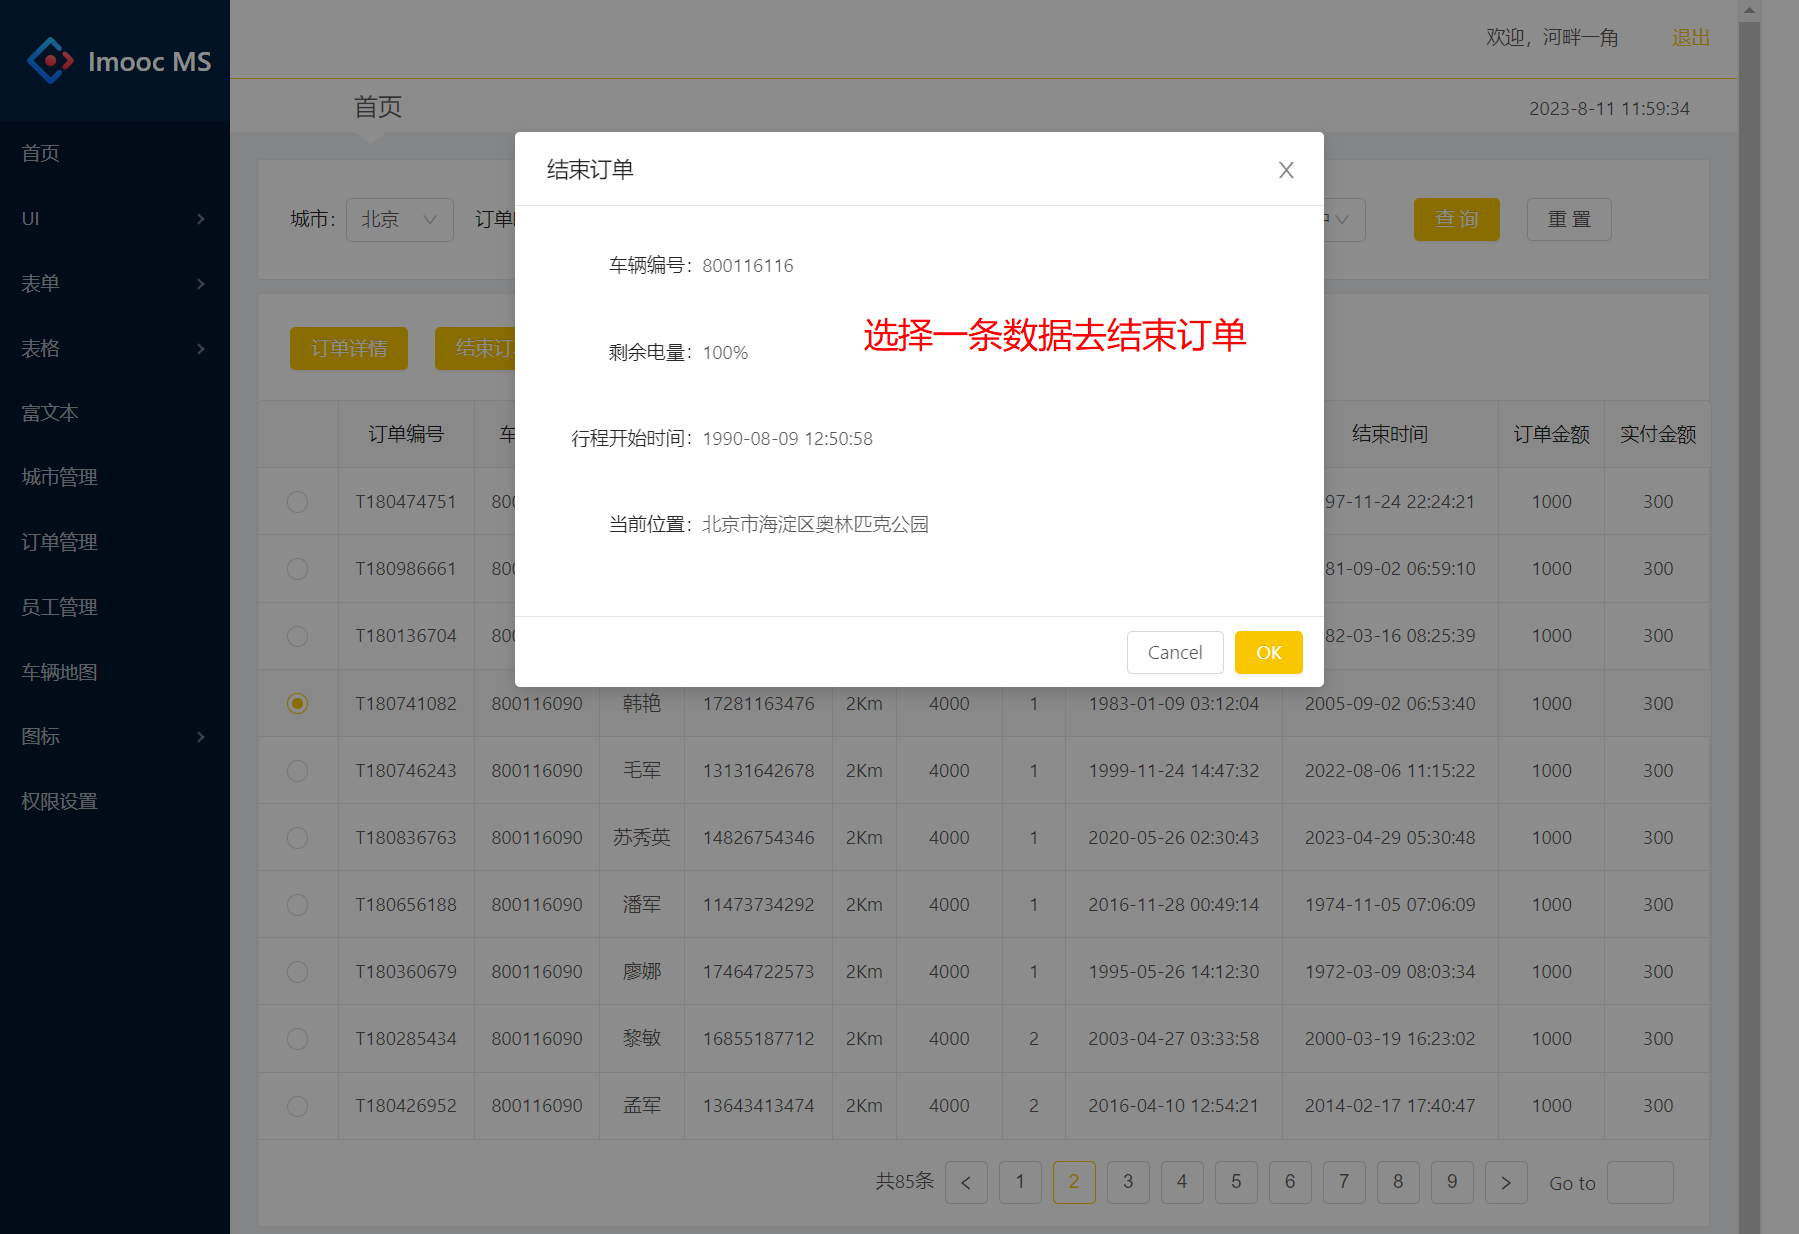 Imooc MS
欢迎，河畔一角 退出
首页 2023-8-11 11:59:34
首页
UI
表单
表格
富文本
城市管理
订单管理
员工管理
车辆地图
图标
权限设置
城市： 北京 订单 查 询 重 置
订单详情 结束订
结束订单 X
车辆编号：800116116
剩余电量：100%
行程开始时间：1990-08-09 12:50:58
当前位置：北京市海淀区奥林匹克公园
选择一条数据去结束订单
Cancel OK
订单编号 车 结束时间 订单金额 实付金额
T180474751 800 97-11-24 22:24:21 1000 300
T180986661 800 81-09-02 06:59:10 1000 300
T180136704 800 82-03-16 08:25:39 1000 300
T180741082 800116090 韩艳 17281163476 2Km 4000 1 1983-01-09 03:12:04 2005-09-02 06:53:40 1000 300
T180746243 800116090 毛军 13131642678 2Km 4000 1 1999-11-24 14:47:32 2022-08-06 11:15:22 1000 300
T180836763 800116090 苏秀英 14826754346 2Km 4000 1 2020-05-26 02:30:43 2023-04-29 05:30:48 1000 300
T180656188 800116090 潘军 11473734292 2Km 4000 1 2016-11-28 00:49:14 1974-11-05 07:06:09 1000 300
T180360679 800116090 廖娜 17464722573 2Km 4000 1 1995-05-26 14:12:30 1972-03-09 08:03:34 1000 300
T180285434 800116090 黎敏 16855187712 2Km 4000 2 2003-04-27 03:33:58 2000-03-19 16:23:02 1000 300
T180426952 800116090 孟军 13643413474 2Km 4000 2 2016-04-10 12:54:21 2014-02-17 17:40:47 1000 300
共85条 < 1 2 3 4 5 6 7 8 9 > Go to